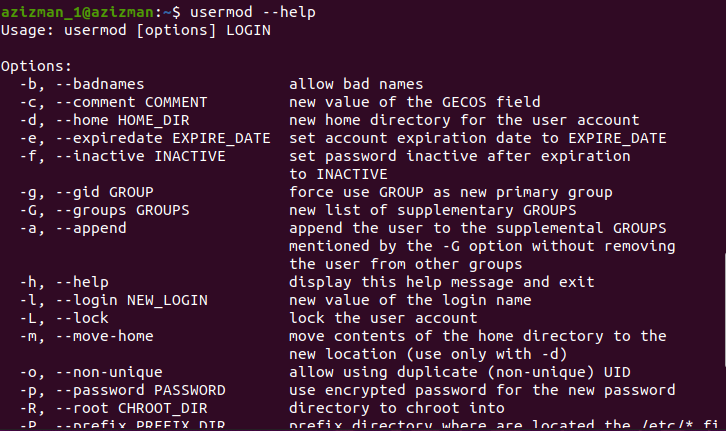 azizman_1@azizman:~$ usermod --help
Usage: usermod [options] LOGIN
Options:
-b, --badnames allow bad names
-c, --comment COMMENT new value of the GECOS field
-d, --home HOME_DIR new home directory for the user account
-e, --expiredate EXPIRE_DATE set account expiration date to EXPIRE_DATE
-f, --inactive INACTIVE set password inactive after expiration
to INACTIVE
-g, --gid GROUP force use GROUP as new primary group
-G, --groups GROUPS new list of supplementary GROUPS
-a, --append append the user to the supplemental GROUPS
mentioned by the -G option without removing
the user from other groups
-h, --help display this help message and exit
-l, --login NEW_LOGIN new value of the login name
-L, --lock lock the user account
-m, --move-home move contents of the home directory to the
new location (use only with -d)
-o, --non-unique allow using duplicate (non-unique) UID
-p, --password PASSWORD use encrypted password for the new password
-R, --root CHROOT_DIR directory to chroot into
-P, --prefix PREFIX_DIR prefix directory where are located the /etc/* fi